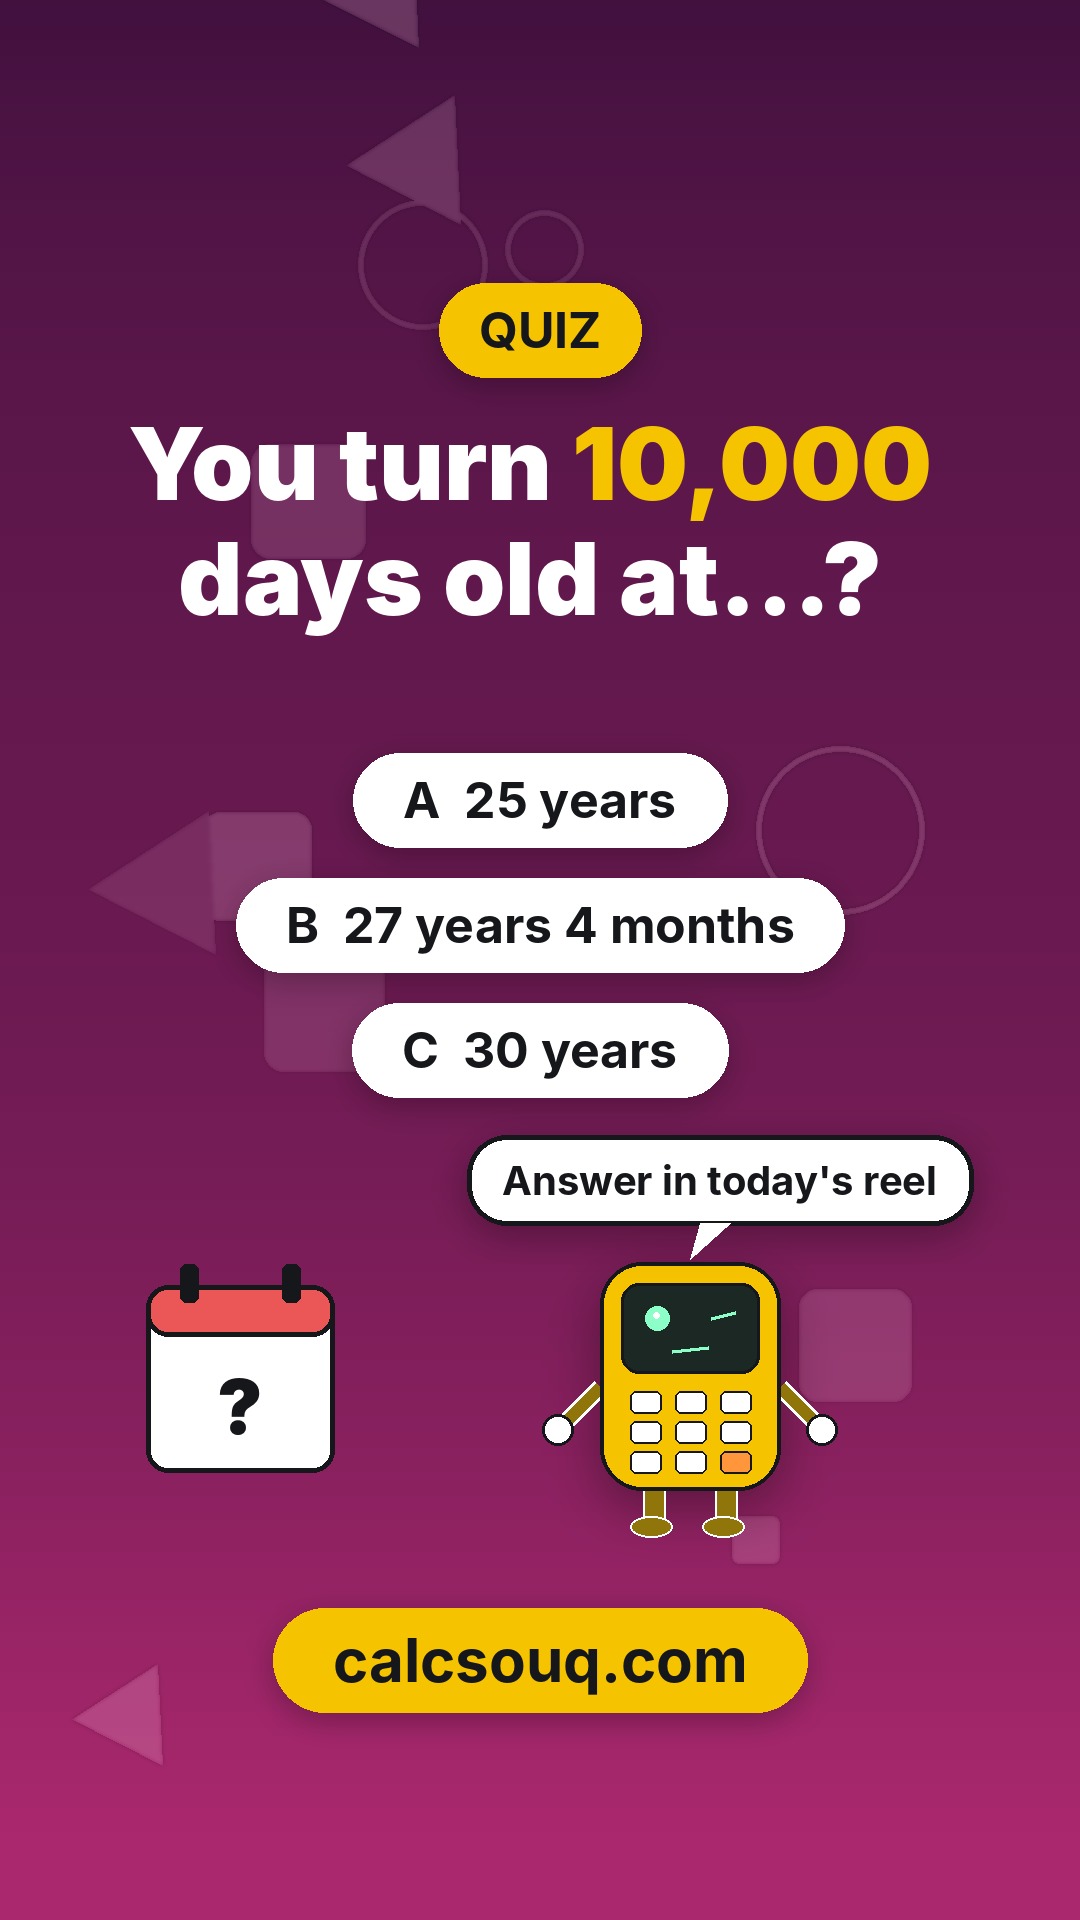 QUIZ
You turn 10,000
days old at...?
A 25 years
B 27 years 4 months
C 30 years
Answer in today's reel
?
calcsouq.com